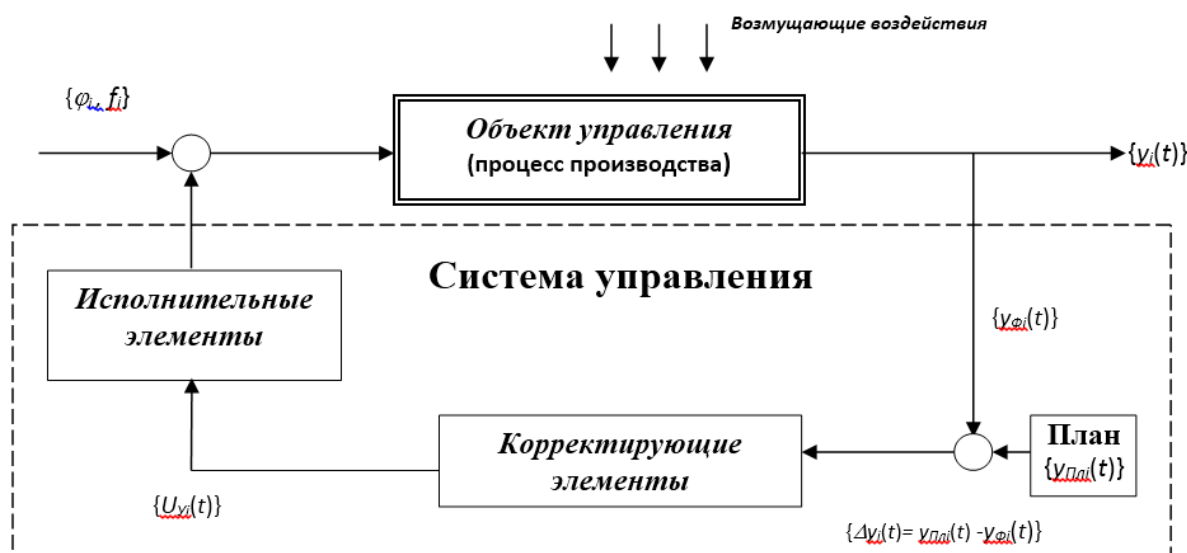 Возмущающие воздействия
{φi, fi}
Объект управления
(процесс производства)
{yi(t)}
Система управления
Исполнительные
элементы
{yФi(t)}
Корректирующие
элементы
План
{yПлi(t)}
{UУi(t)}
{Δyi(t)= yПлi(t) -yФi(t)}